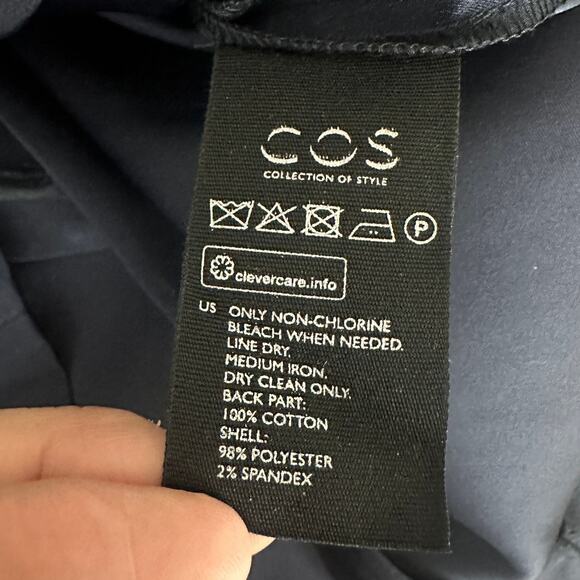 COS
COLLECTION OF STYLE
P
clevercare.info
US ONLY NON-CHLORINE
BLEACH WHEN NEEDED.
LINE DRY.
MEDIUM IRON.
DRY CLEAN ONLY.
BACK PART:
100% COTTON
SHELL:
98% POLYESTER
2% SPANDEX